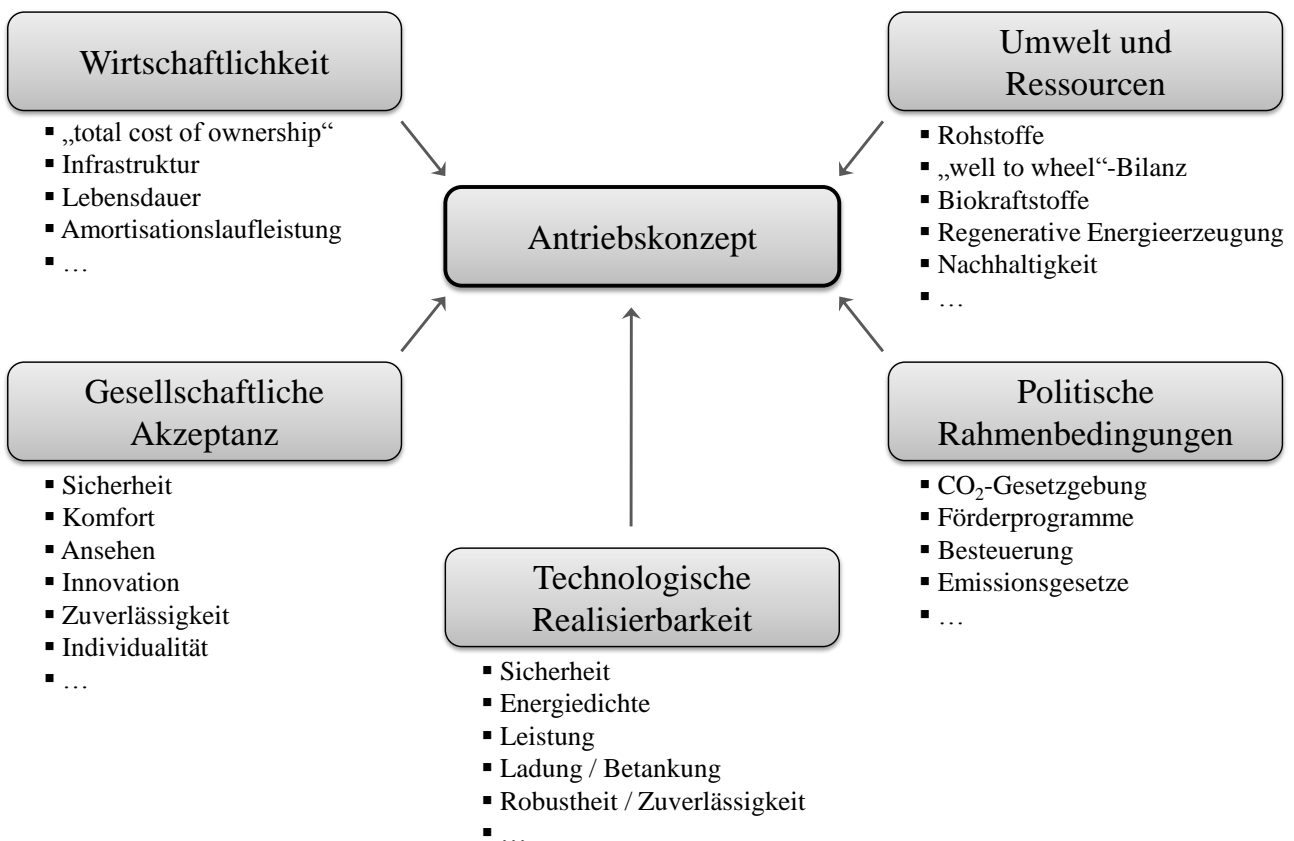 Wirtschaftlichkeit
▪ „total cost of ownership“
▪ Infrastruktur
▪ Lebensdauer
▪ Amortisationslaufleistung
▪ …
Umwelt und
Ressourcen
▪ Rohstoffe
▪ „well to wheel“-Bilanz
▪ Biokraftstoffe
▪ Regenerative Energieerzeugung
▪ Nachhaltigkeit
▪ …
Antriebskonzept
Gesellschaftliche
Akzeptanz
▪ Sicherheit
▪ Komfort
▪ Ansehen
▪ Innovation
▪ Zuverlässigkeit
▪ Individualität
▪ …
Technologische
Realisierbarkeit
▪ Sicherheit
▪ Energiedichte
▪ Leistung
▪ Ladung / Betankung
▪ Robustheit / Zuverlässigkeit
▪ …
Politische
Rahmenbedingungen
▪ CO₂-Gesetzgebung
▪ Förderprogramme
▪ Besteuerung
▪ Emissionsgesetze
▪ …